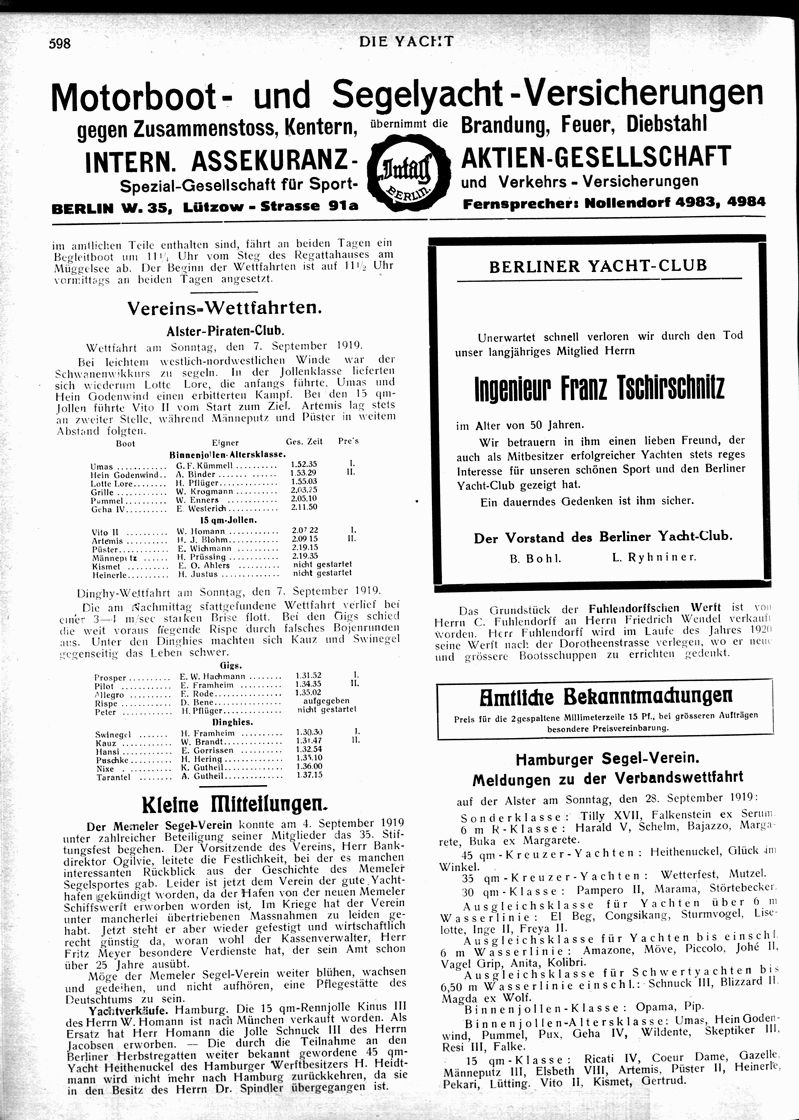 598
DIE YACHT
Motorboot- und Segelyacht-Versicherungen
gegen Zusammenstoss, Kentern, übernimmt die Brandung, Feuer, Diebstahl
INTERN. ASSEKURANZ- AKTIEN-GESELLSCHAFT
Intag BERLIN.
Spezial-Gesellschaft für Sport- und Verkehrs-Versicherungen
BERLIN W. 35, Lützow-Strasse 91a Fernsprecher: Nollendorf 4983, 4984
im amtlichen Teile enthalten sind, fährt an beiden Tagen ein
Begleitboot um 11½ Uhr vom Steg des Regattahauses am
Müggelsee ab. Der Beginn der Wettfahrten ist auf 11½ Uhr
vormittags an beiden Tagen angesetzt.
Vereins-Wettfahrten.
Alster-Piraten-Club.
Wettfahrt am Sonntag, den 7. September 1919.
Bei leichtem westlich-nordwestlichen Winde war der
Schwanenwikkurs zu segeln. In der Jollenklasse lieferten
sich wiederum Lotte Lore, die anfangs führte, Umas und
Hein Godenwind einen erbitterten Kampf. Bei den 15 qm-
Jollen führte Vito II vom Start zum Ziel. Artemis lag stets
an zweiter Stelle, während Männeputz und Püster in weitem
Abstand folgten.
Boot Eigner Ges. Zeit Preis
Binnenjollen-Altersklasse.
Umas ........... G. F. Kümmell .......... 1.52.35 I.
Hein Godenwind.. A. Binder .............. 1.53.29 II.
Lotte Lore........ H. Pflüger............... 1.55.03
Grille ............ W. Krogmann .......... 2.03.25
Pummel.......... W. Enners ............ 2.05.10
Geha IV.......... E. Westerich ............ 2.11.50
15 qm-Jollen.
Vito II .......... W. Homann ............ 2.07.22 I.
Artemis .......... H. J. Blohm............ 2.09.15 II.
Püster............ E. Wichmann .......... 2.19.15
Männeputz ...... H. Prüssing ............ 2.19.35
Kismet .......... E. O. Ahlers .......... nicht gestartet
Heinerle.......... H. Justus .............. nicht gestartet
Dinghy-Wettfahrt am Sonntag, den 7. September 1919.
Die am Nachmittag stattgefundene Wettfahrt verlief bei
einer 3—4 m/sec starken Brise flott. Bei den Gigs schied
die weit voraus liegende Rispe durch falsches Bojenrunden
aus. Unter den Dinghies machten sich Kauz und Swinegel
gegenseitig das Leben schwer.
Gigs.
Prosper .......... E. W. Hachmann ........ 1.31.52 I.
Pilot ............ E. Framheim .......... 1.34.35 II.
Allegro .......... E. Rode................ 1.35.02
Rispe ............ D. Bene................ aufgegeben
Peter ............ H. Pflüger.............. nicht gestartet
Dinghies.
Swinegel ...... H. Framheim .......... 1.30.30 I.
Kauz ............ W. Brandt.............. 1.31.47 II.
Hansi............ E. Gorrissen .......... 1.32.54
Puschke.......... H. Hering.............. 1.35.10
Nixe ............ K. Gutheil.............. 1.36.00
Tarantel ........ A. Gutheil.............. 1.37.15
Kleine Mitteilungen.
Der Memeler Segel-Verein konnte am 4. September 1919
unter zahlreicher Beteiligung seiner Mitglieder das 35. Stif-
tungsfest begehen. Der Vorsitzende des Vereins, Herr Bank-
direktor Ogilvie, leitete die Festlichkeit, bei der es manchen
interessanten Rückblick aus der Geschichte des Memeler
Segelsportes gab. Leider ist jetzt dem Verein der gute Yacht-
hafen gekündigt worden, da der Hafen von der neuen Memeler
Schiffswerft erworben worden ist. Im Kriege hat der Verein
unter mancherlei übertriebenen Massnahmen zu leiden ge-
habt. Jetzt steht er aber wieder gefestigt und wirtschaftlich
recht günstig da, woran wohl der Kassenverwalter, Herr
Fritz Meyer besondere Verdienste hat, der sein Amt schon
über 25 Jahre ausübt.
Möge der Memeler Segel-Verein weiter blühen, wachsen
und gedeihen, und nicht aufhören, eine Pflegestätte des
Deutschtums zu sein.
Yachtverkäufe. Hamburg. Die 15 qm-Rennjolle Kinus III
des Herrn W. Homann ist nach München verkauft worden. Als
Ersatz hat Herr Homann die Jolle Schnuck III des Herrn
Jacobsen erworben. — Die durch die Teilnahme an den
Berliner Herbstregatten weiter bekannt gewordene 45 qm-
Yacht Heithenuckel des Hamburger Werftbesitzers H. Heidt-
mann wird nicht mehr nach Hamburg zurückkehren, da sie
in den Besitz des Herrn Dr. Spindler übergegangen ist.
BERLINER YACHT-CLUB
Unerwartet schnell verloren wir durch den Tod
unser langjähriges Mitglied Herrn
Ingenieur Franz Tschirschnitz
im Alter von 50 Jahren.
Wir betrauern in ihm einen lieben Freund, der
auch als Mitbesitzer erfolgreicher Yachten stets reges
Interesse für unseren schönen Sport und den Berliner
Yacht-Club gezeigt hat.
Ein dauerndes Gedenken ist ihm sicher.
Der Vorstand des Berliner Yacht-Club.
B. Bohl. L. Ryhniner.
Das Grundstück der Fuhlendorffschen Werft ist von
Herrn C. Fuhlendorff an Herrn Friedrich Wendel verkauft
worden. Herr Fuhlendorff wird im Laufe des Jahres 1920
seine Werft nach der Dorotheenstrasse verlegen, wo er neue
und grössere Bootsschuppen zu errichten gedenkt.
Amtliche Bekanntmachungen
Preis für die 2gespaltene Millimeterzeile 15 Pf., bei grösseren Aufträgen
besondere Preisvereinbarung.
Hamburger Segel-Verein.
Meldungen zu der Verbandswettfahrt
auf der Alster am Sonntag, den 28. September 1919:
Sonderklasse: Tilly XVII, Falkenstein ex Serum.
6 m R-Klasse: Harald V, Schelm, Bajazzo, Marga-
rete, Buka ex Margarete.
45 qm-Kreuzer-Yachten: Heithenuckel, Glück im
Winkel.
35 qm-Kreuzer-Yachten: Wetterfest, Mutzel.
30 qm-Klasse: Pampero II, Marama, Störtebecker.
Ausgleichsklasse für Yachten über 6 m
Wasserlinie: El Beg, Congsikang, Sturmvogel, Lise-
lotte, Inge II, Freya II.
Ausgleichsklasse für Yachten bis einschl.
6 m Wasserlinie: Amazone, Möve, Piccolo, Johé II,
Vagel Grip, Anita, Kolibri.
Ausgleichsklasse für Schwertyachten bis
6,50 m Wasserlinie einschl.: Schnuck III, Blizzard II.
Magda ex Wolf.
Binnenjollen-Klasse: Opama, Pip.
Binnenjollen-Altersklasse: Umas, Hein Goden-
wind, Pummel, Pux, Geha IV, Wildente, Skeptiker III,
Resi III, Falke.
15 qm-Klasse: Ricati IV, Coeur Dame, Gazelle.
Männeputz III, Elsbeth VIII, Artemis, Püster II, Heinerle,
Pekari, Lütting, Vito II, Kismet, Gertrud.